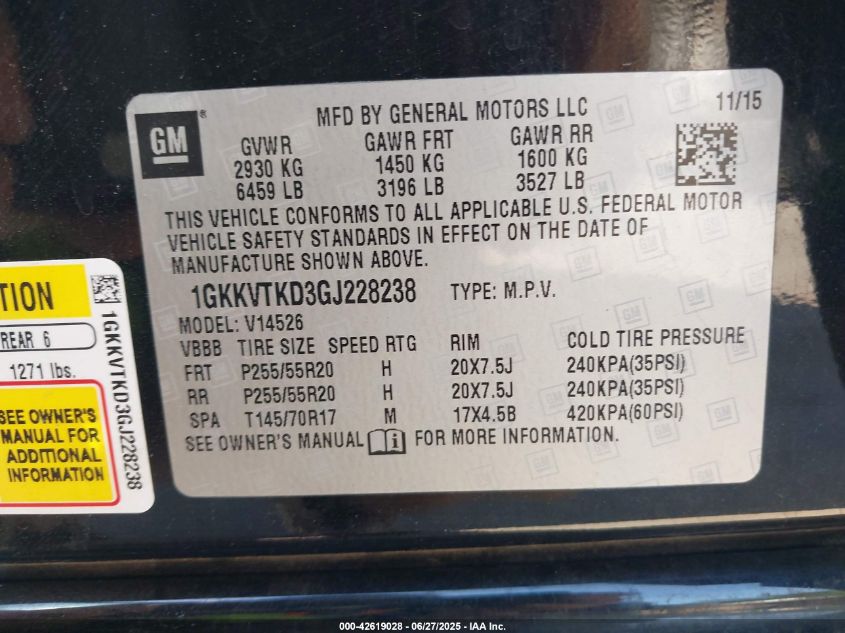 GM
®
MFD BY GENERAL MOTORS LLC
11/15
GVWR GAWR FRT GAWR RR
2930 KG 1450 KG 1600 KG
6459 LB 3196 LB 3527 LB
THIS VEHICLE CONFORMS TO ALL APPLICABLE U.S. FEDERAL MOTOR
VEHICLE SAFETY STANDARDS IN EFFECT ON THE DATE OF
MANUFACTURE SHOWN ABOVE.
1GKKVTKD3GJ228238 TYPE: M.P.V.
MODEL: V14526
VBBB TIRE SIZE SPEED RTG RIM COLD TIRE PRESSURE
FRT P255/55R20 H 20X7.5J 240KPA(35PSI)
RR P255/55R20 H 20X7.5J 240KPA(35PSI)
SPA T145/70R17 M 17X4.5B 420KPA(60PSI)
SEE OWNER'S MANUAL i FOR MORE INFORMATION.
TION
REAR 6
1271 lbs.
SEE OWNER'S
MANUAL FOR
ADDITIONAL
INFORMATION
1GKKVTKD3GJ228238
000-42619028 - 06/27/2025 - IAA Inc.